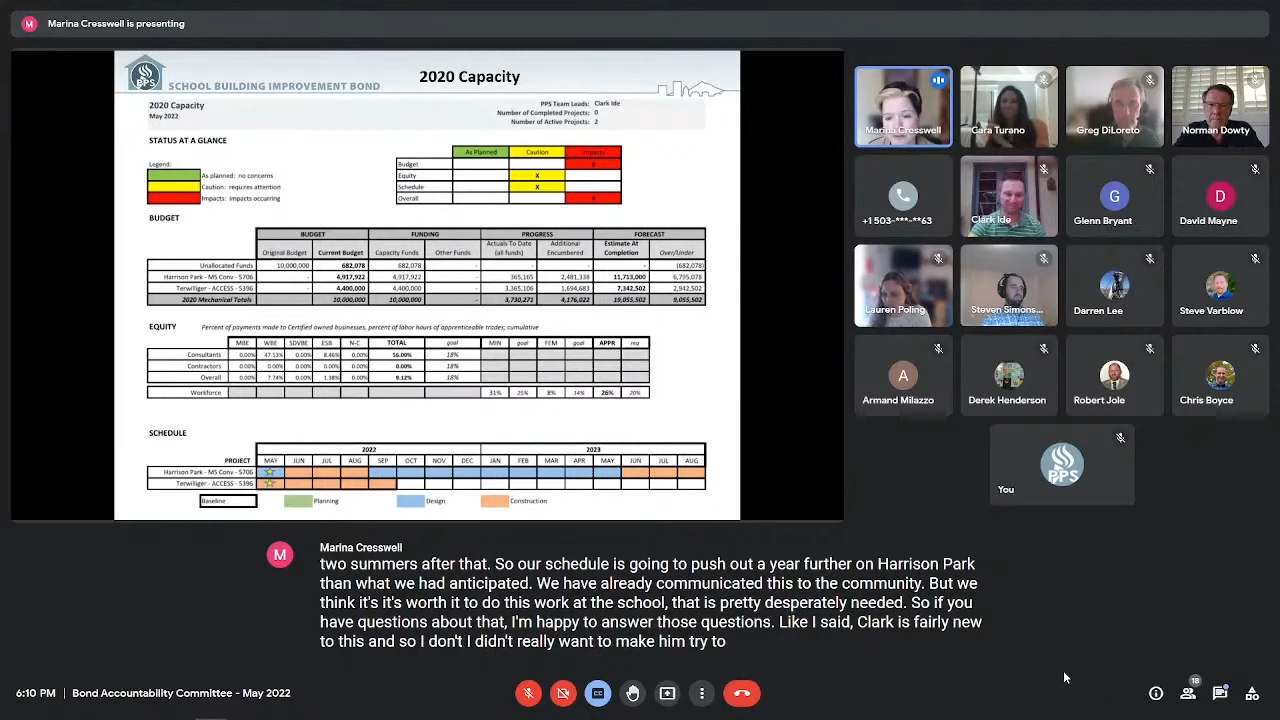 M Marina Cresswell is presenting
PPS SCHOOL BUILDING IMPROVEMENT BOND
2020 Capacity
2020 Capacity
May 2022
PPS Team Leads: Clark Ide
Number of Completed Projects: 0
Number of Active Projects: 2
STATUS AT A GLANCE
Legend:
As planned: no concerns
Caution: requires attention
Impacts: impacts occurring
As Planned Caution Impacts
Budget X
Equity X
Schedule X
Overall X
BUDGET
BUDGET FUNDING PROGRESS FORECAST
Original Budget Current Budget Capacity Funds Other Funds Actuals To Date (all funds) Additional Encumbered Estimate At Completion Over/Under
Unallocated Funds 10,000,000 682,078 682,078 - (682,078)
Harrison Park - MS Conv - 5706 - 4,917,922 4,917,922 - 365,165 2,481,338 11,713,000 6,795,078
Terwilliger - ACCESS - 5396 - 4,400,000 4,400,000 - 3,365,106 1,694,683 7,342,502 2,942,502
2020 Mechanical Totals 10,000,000 10,000,000 - 3,730,271 4,176,022 19,055,502 9,055,502
EQUITY Percent of payments made to Certified owned businesses, percent of labor hours of apprenticeable trades; cumulative
MBE WBE SDVBE ESB N-C TOTAL goal MIN goal FEM goal APPR req
Consultants 0.00% 47.53% 0.00% 8.46% 0.00% 56.00% 18%
Contractors 0.00% 0.00% 0.00% 0.00% 0.00% 0.00% 18%
Overall 0.00% 7.74% 0.00% 1.38% 0.00% 9.12% 18%
Workforce 31% 25% 8% 14% 26% 20%
SCHEDULE
2022 2023
PROJECT MAY JUN JUL AUG SEP OCT NOV DEC JAN FEB MAR APR MAY JUN JUL AUG
Harrison Park - MS Conv - 5706
Terwilliger - ACCESS - 5396
Baseline Planning Design Construction
Marina Cresswell
Cara Turano
Greg DiLoreto
Norman Dowty
+1 503-***-**63
Clark Ide
G Glenn Bryant
D David Mayne
Lauren Poling
Steven Simons...
Darren Lee
Steve Varblow
A Armand Milazzo
Derek Henderson
Robert Jole
Chris Boyce
PPS You
M Marina Cresswell
two summers after that. So our schedule is going to push out a year further on Harrison Park
than what we had anticipated. We have already communicated this to the community. But we
think it's it's worth it to do this work at the school, that is pretty desperately needed. So if you
have questions about that, I'm happy to answer those questions. Like I said, Clark is fairly new
to this and so I don't I didn't really want to make him try to
6:10 PM | Bond Accountability Committee - May 2022
CC
18